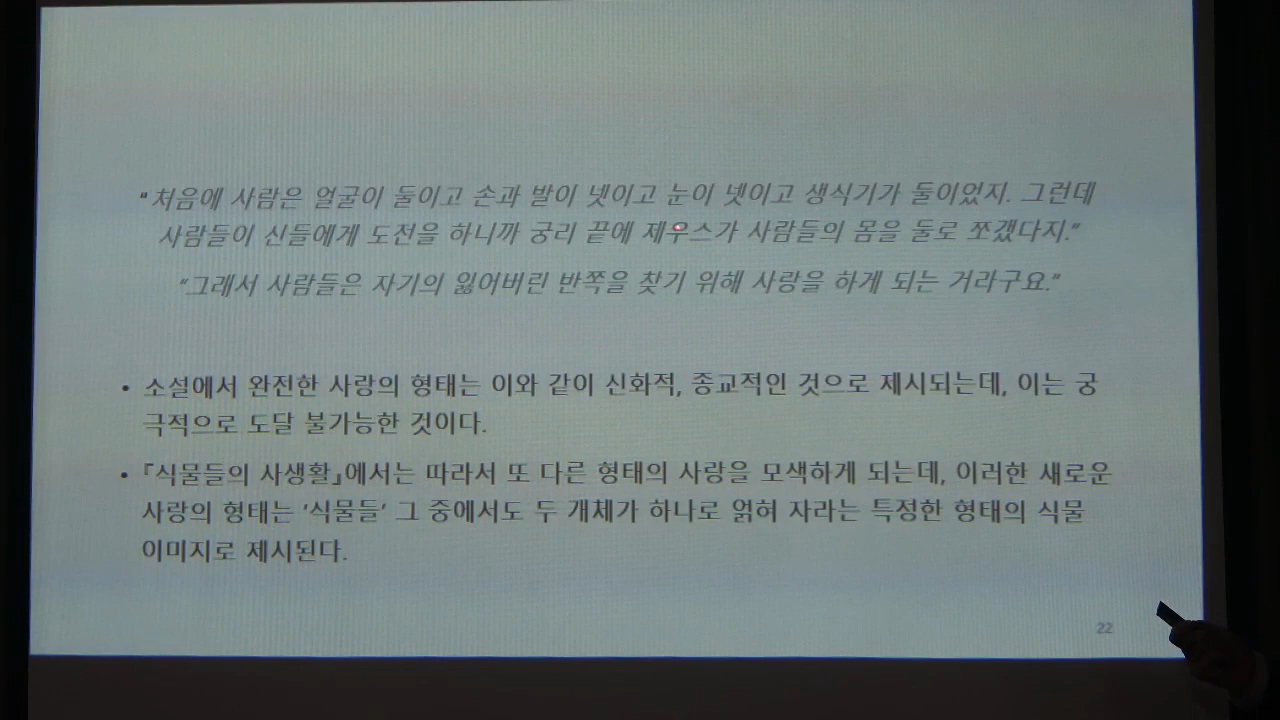 “처음에 사람은 얼굴이 둘이고 손과 발이 넷이고 눈이 넷이고 생식기가 둘이었지. 그런데
사람들이 신들에게 도전을 하니까 궁리 끝에 제우스가 사람들의 몸을 둘로 쪼갰다지.”
“그래서 사람들은 자기의 잃어버린 반쪽을 찾기 위해 사랑을 하게 되는 거라구요.”
• 소설에서 완전한 사랑의 형태는 이와 같이 신화적, 종교적인 것으로 제시되는데, 이는 궁
극적으로 도달 불가능한 것이다.
• 『식물들의 사생활』에서는 따라서 또 다른 형태의 사랑을 모색하게 되는데, 이러한 새로운
사랑의 형태는 ‘식물들’ 그 중에서도 두 개체가 하나로 얽혀 자라는 특정한 형태의 식물
이미지로 제시된다.
22